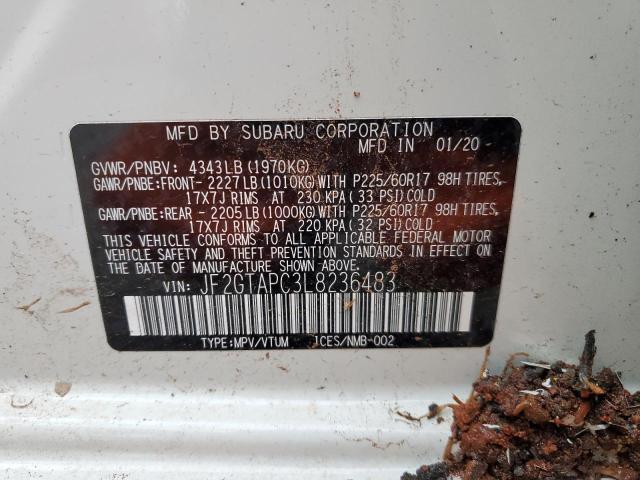 MFD BY SUBARU CORPORATION
MFD IN 01/20
GVWR/PNBV: 4343LB(1970KG)
GAWR/PNBE:FRONT- 2227LB(1010KG)WITH P225/60R17 98H TIRES,
17X7J RIMS AT 230 KPA(33 PSI)COLD
GAWR/PNBE:REAR - 2205LB(1000KG)WITH P225/60R17 98H TIRES,
17X7J RIMS AT 220 KPA(32 PSI)COLD
THIS VEHICLE CONFORMS TO ALL APPLICABLE FEDERAL MOTOR
VEHICLE SAFETY AND THEFT PREVENTION STANDARDS IN EFFECT ON
THE DATE OF MANUFACTURE SHOWN ABOVE.
VIN: JF2GTAPC3L8236483
TYPE:MPV/VTUM ICES/NMB-002